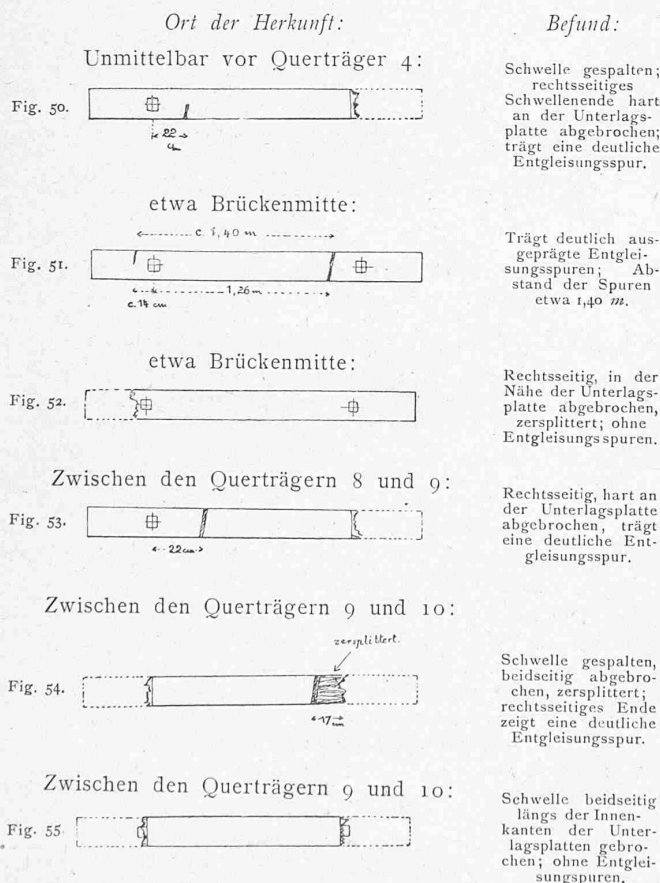 Ort der Herkunft:
Befund:
Unmittelbar vor Querträger 4:
Fig. 50.
22
cm
Schwelle gespalten;
rechtsseitiges
Schwellenende hart
an der Unterlags-
platte abgebrochen;
trägt eine deutliche
Entgleisungsspur.
etwa Brückenmitte:
c. 1,40 m
Fig. 51.
1,26 m
c. 14 cm
Trägt deutlich aus-
geprägte Entglei-
sungsspuren; Ab-
stand der Spuren
etwa 1,40 m.
etwa Brückenmitte:
Fig. 52.
Rechtsseitig, in der
Nähe der Unterlags-
platte abgebrochen,
zersplittert; ohne
Entgleisungsspuren.
Zwischen den Querträgern 8 und 9:
Fig. 53.
22 cm
Rechtsseitig, hart an
der Unterlagsplatte
abgebrochen, trägt
eine deutliche Ent-
gleisungsspur.
Zwischen den Querträgern 9 und 10:
zersplittert.
Fig. 54.
17
cm
Schwelle gespalten,
beidseitig abgebro-
chen, zersplittert;
rechtsseitiges Ende
zeigt eine deutliche
Entgleisungsspur.
Zwischen den Querträgern 9 und 10:
Fig. 55
Schwelle beidseitig
längs der Innen-
kanten der Unter-
lagsplatten gebro-
chen; ohne Entglei-
sungspuren.